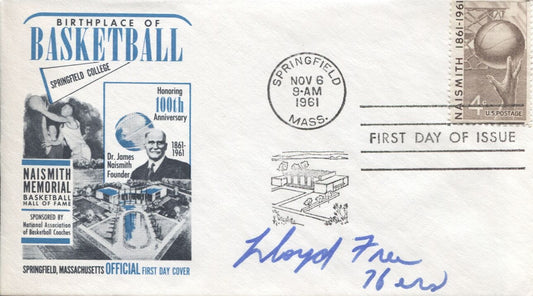 BIRTHPLACE OF
BASKETBALL
SPRINGFIELD COLLEGE
Honoring
100th
Anniversary
1861-
1961
Dr. James
Naismith
Founder
NAISMITH
MEMORIAL
BASKETBALL
HALL OF FAME
SPONSORED BY
National Association
of Basketball Coaches
SPRINGFIELD, MASSACHUSETTS OFFICIAL FIRST DAY COVER
SPRINGFIELD
NOV 6
9-AM
1961
MASS.
NAISMITH 1861-1961
4¢
U.S. POSTAGE
FIRST DAY OF ISSUE
Lloyd Free
76ers